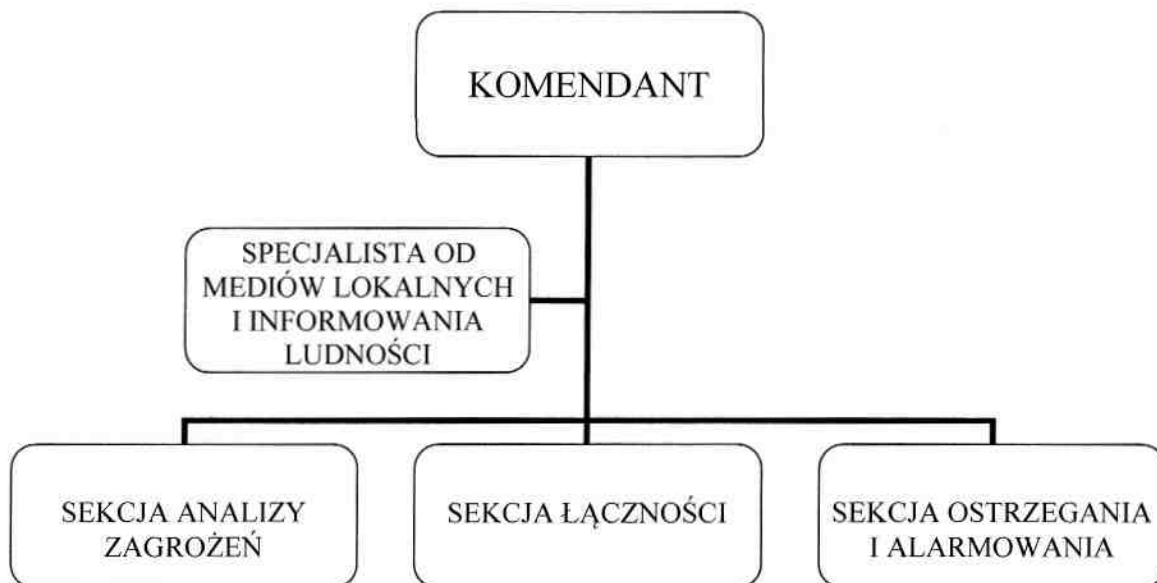 KOMENDANT
SPECJALISTA OD
MEDIÓW LOKALNYCH
I INFORMOWANIA
LUDNOŚCI
SEKCJA ANALIZY
ZAGROŻEŃ
SEKCJA ŁĄCZNOŚCI
SEKCJA OSTRZEGANIA
I ALARMOWANIA